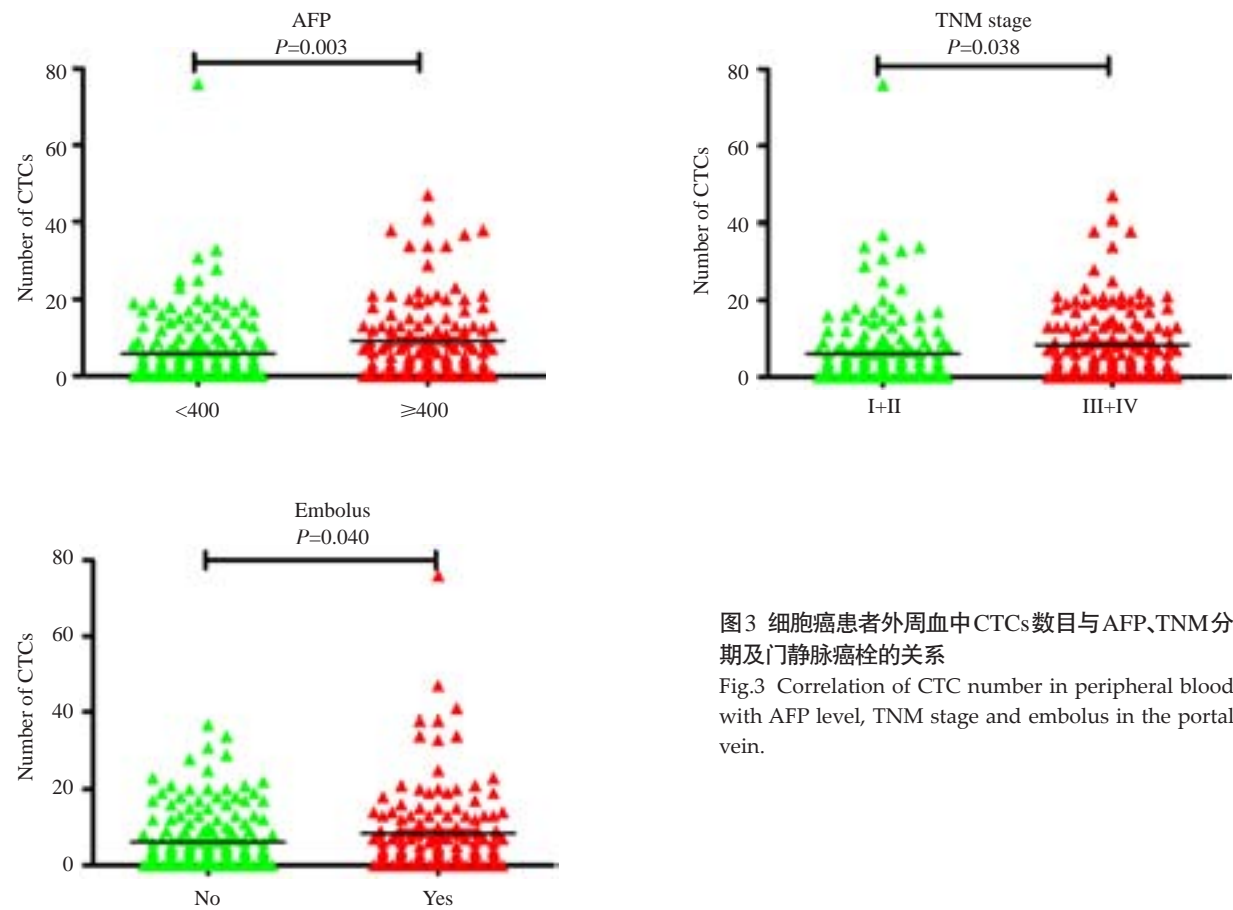 AFP
P=0.003
80
60
40
20
0
Number of CTCs
<400
≥400
TNM stage
P=0.038
80
60
40
20
0
Number of CTCs
I+II
III+IV
Embolus
P=0.040
80
60
40
20
0
Number of CTCs
No
Yes
图3 细胞癌患者外周血中CTCs数目与AFP、TNM分
期及门静脉癌栓的关系
Fig.3 Correlation of CTC number in peripheral blood
with AFP level, TNM stage and embolus in the portal
vein.